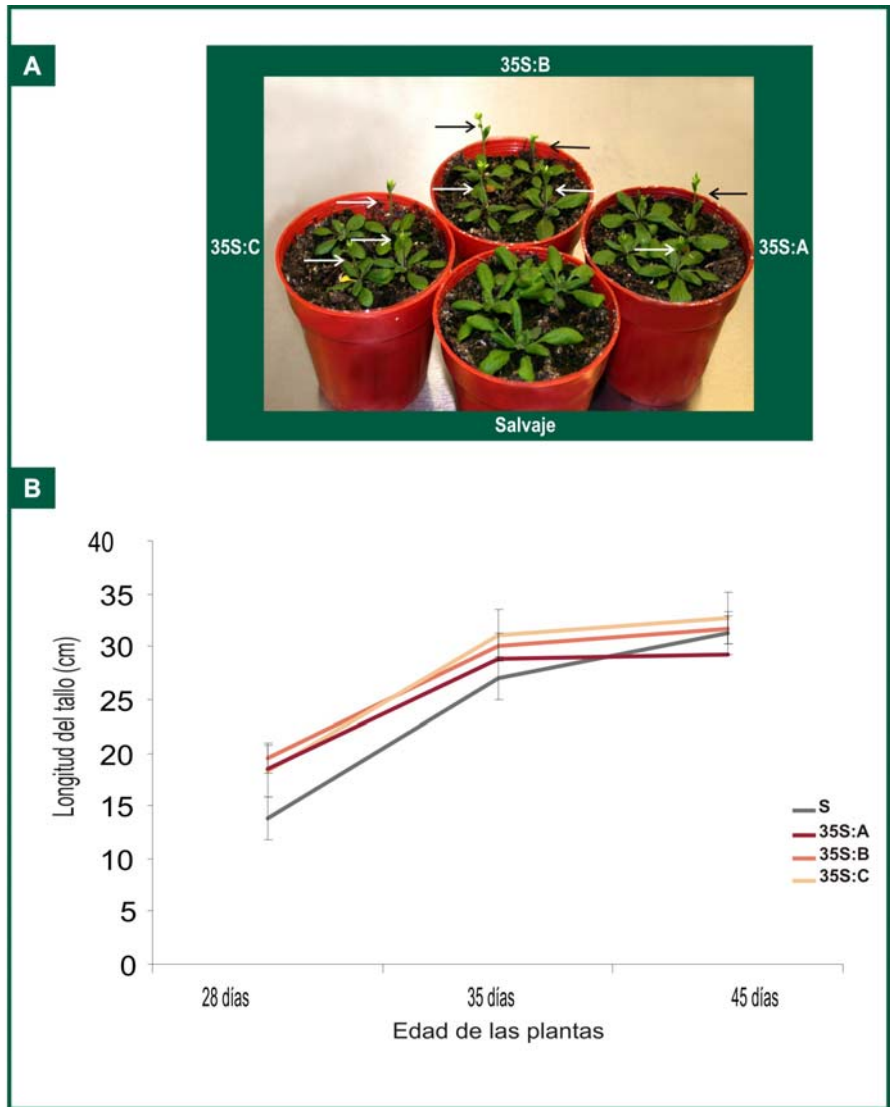 A
35S:B
35S:C
35S:A
Salvaje
B
40
35
30
25
20
15
10
5
0
Longitud del tallo (cm)
S
35S:A
35S:B
35S:C
28 días
35 días
45 días
Edad de las plantas